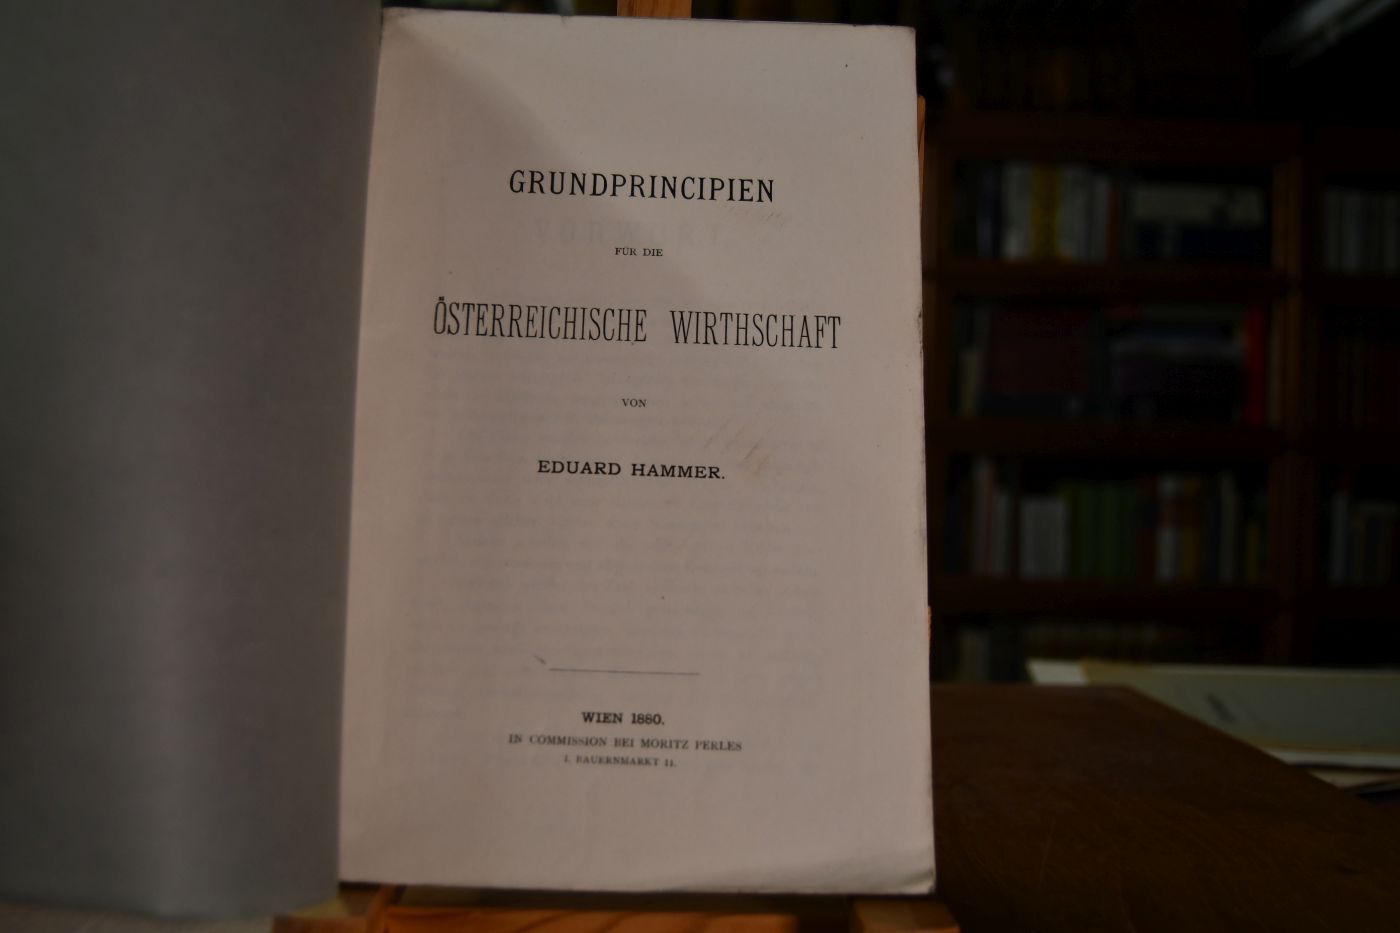 GRUNDPRINCIPIEN
FÜR DIE
ÖSTERREICHISCHE WIRTHSCHAFT
VON
EDUARD HAMMER.
WIEN 1880.
IN COMMISSION BEI MORITZ PERLES
I. BAUERNMARKT 11.